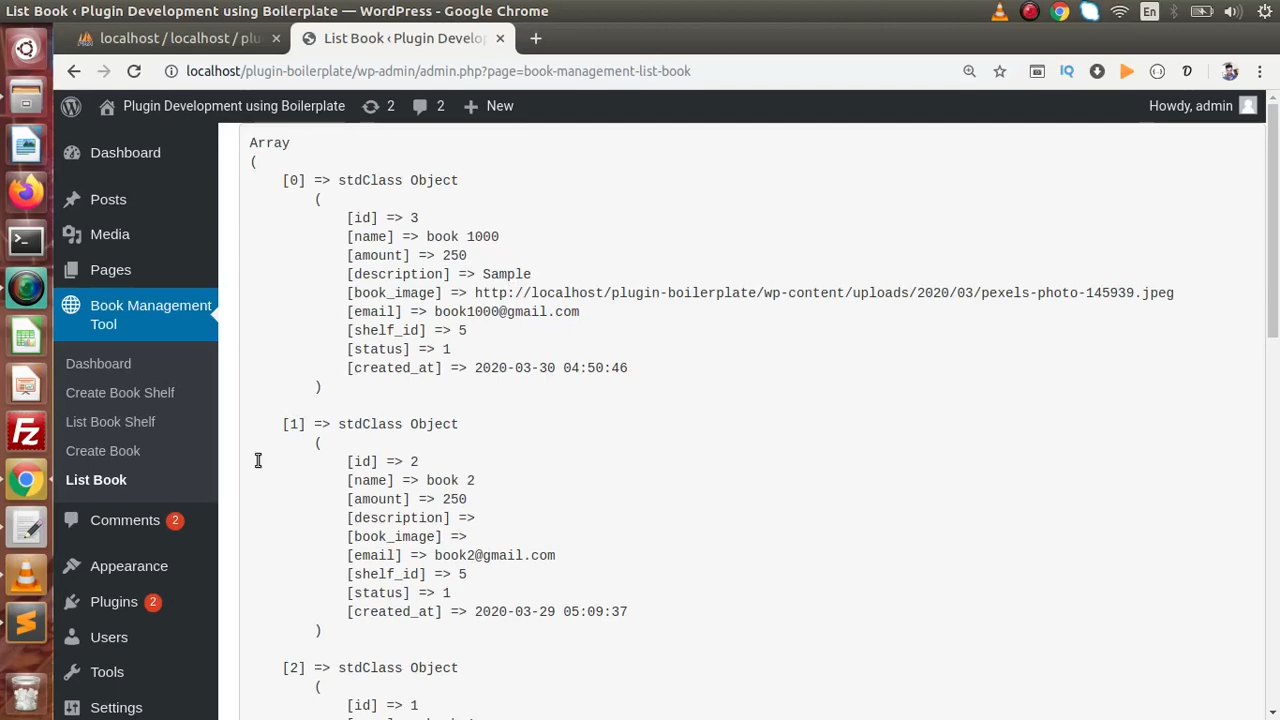 List Book ‹ Plugin Development using Boilerplate — WordPress - Google Chrome
En
localhost / localhost / plu
List Book ‹ Plugin Develo
localhost/plugin-boilerplate/wp-admin/admin.php?page=book-management-list-book
IQ
Plugin Development using Boilerplate 2 2 New Howdy, admin
Dashboard
Posts
Media
Pages
Book Management
Tool
Dashboard
Create Book Shelf
List Book Shelf
Create Book
List Book
Comments 2
Appearance
Plugins 2
Users
Tools
Settings
Array
(
[0] => stdClass Object
(
[id] => 3
[name] => book 1000
[amount] => 250
[description] => Sample
[book_image] => http://localhost/plugin-boilerplate/wp-content/uploads/2020/03/pexels-photo-145939.jpeg
[email] => book1000@gmail.com
[shelf_id] => 5
[status] => 1
[created_at] => 2020-03-30 04:50:46
)
[1] => stdClass Object
(
[id] => 2
[name] => book 2
[amount] => 250
[description] =>
[book_image] =>
[email] => book2@gmail.com
[shelf_id] => 5
[status] => 1
[created_at] => 2020-03-29 05:09:37
)
[2] => stdClass Object
(
[id] => 1